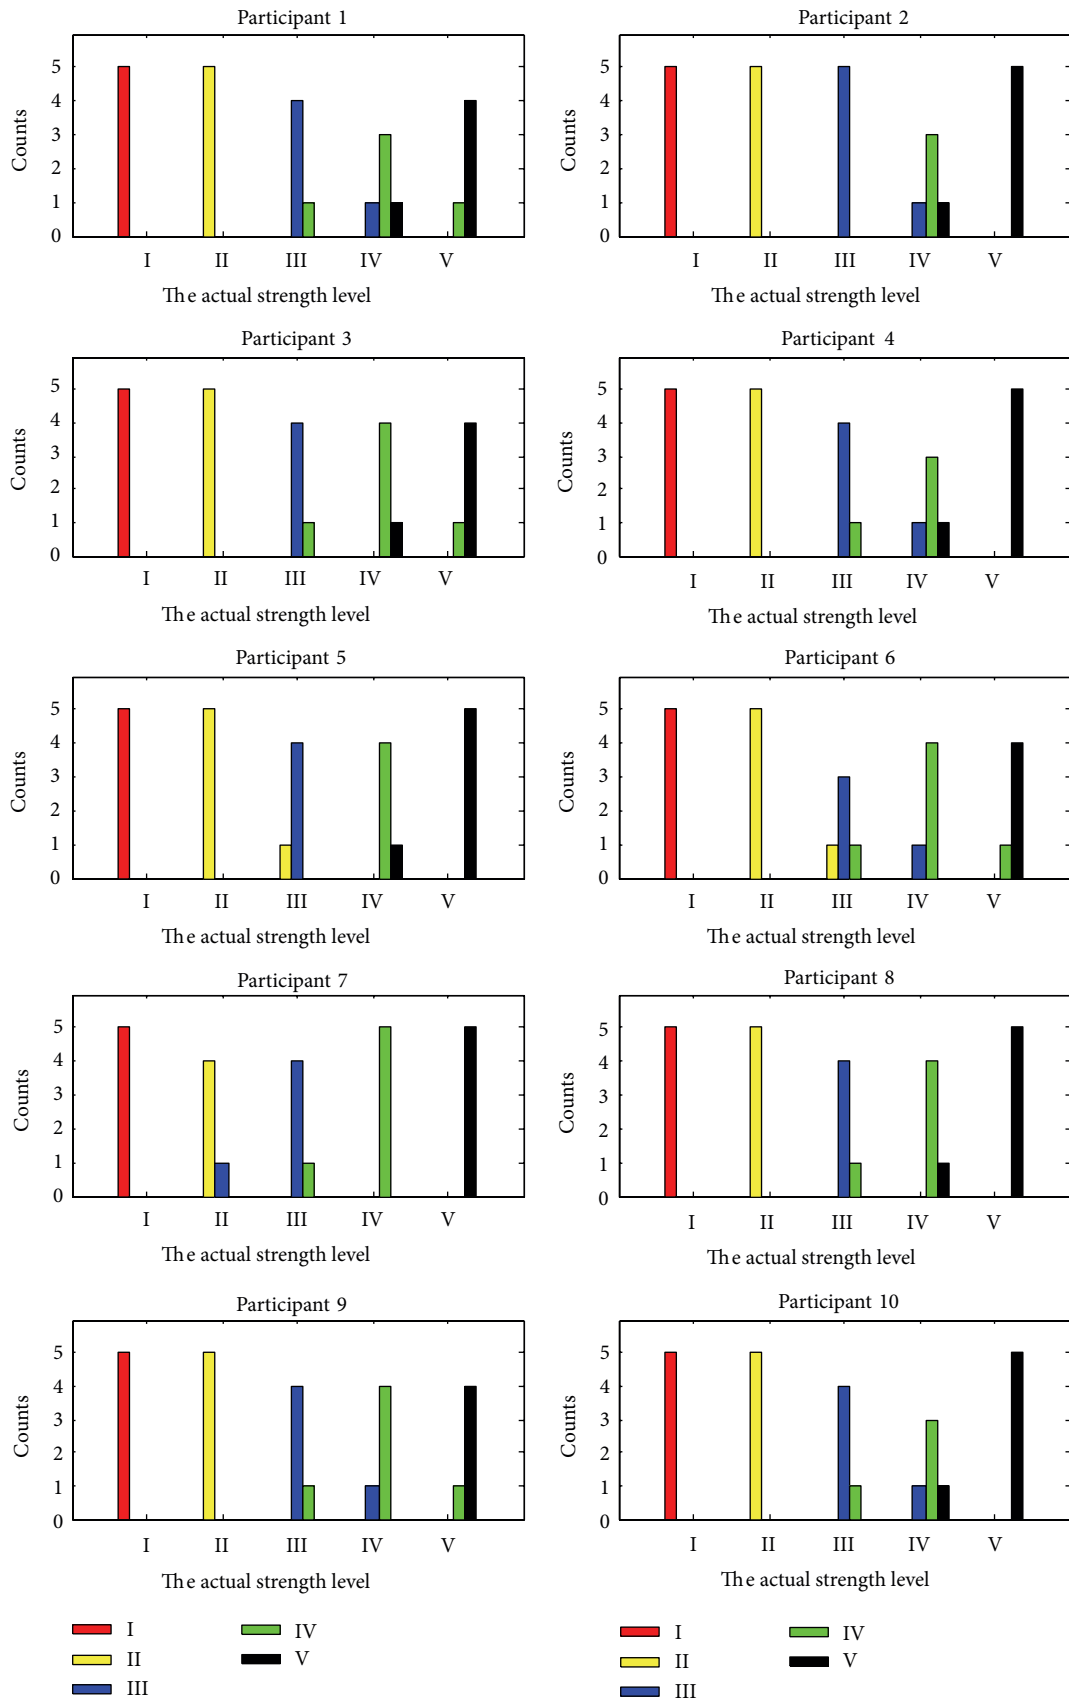 Participant 1
Counts
5
4
3
2
1
0
I II III IV V
The actual strength level
Participant 2
Counts
5
4
3
2
1
0
I II III IV V
The actual strength level
Participant 3
Counts
5
4
3
2
1
0
I II III IV V
The actual strength level
Participant 4
Counts
5
4
3
2
1
0
I II III IV V
The actual strength level
Participant 5
Counts
5
4
3
2
1
0
I II III IV V
The actual strength level
Participant 6
Counts
5
4
3
2
1
0
I II III IV V
The actual strength level
Participant 7
Counts
5
4
3
2
1
0
I II III IV V
The actual strength level
Participant 8
Counts
5
4
3
2
1
0
I II III IV V
The actual strength level
Participant 9
Counts
5
4
3
2
1
0
I II III IV V
The actual strength level
Participant 10
Counts
5
4
3
2
1
0
I II III IV V
The actual strength level
I
II
III
IV
V
I
II
III
IV
V